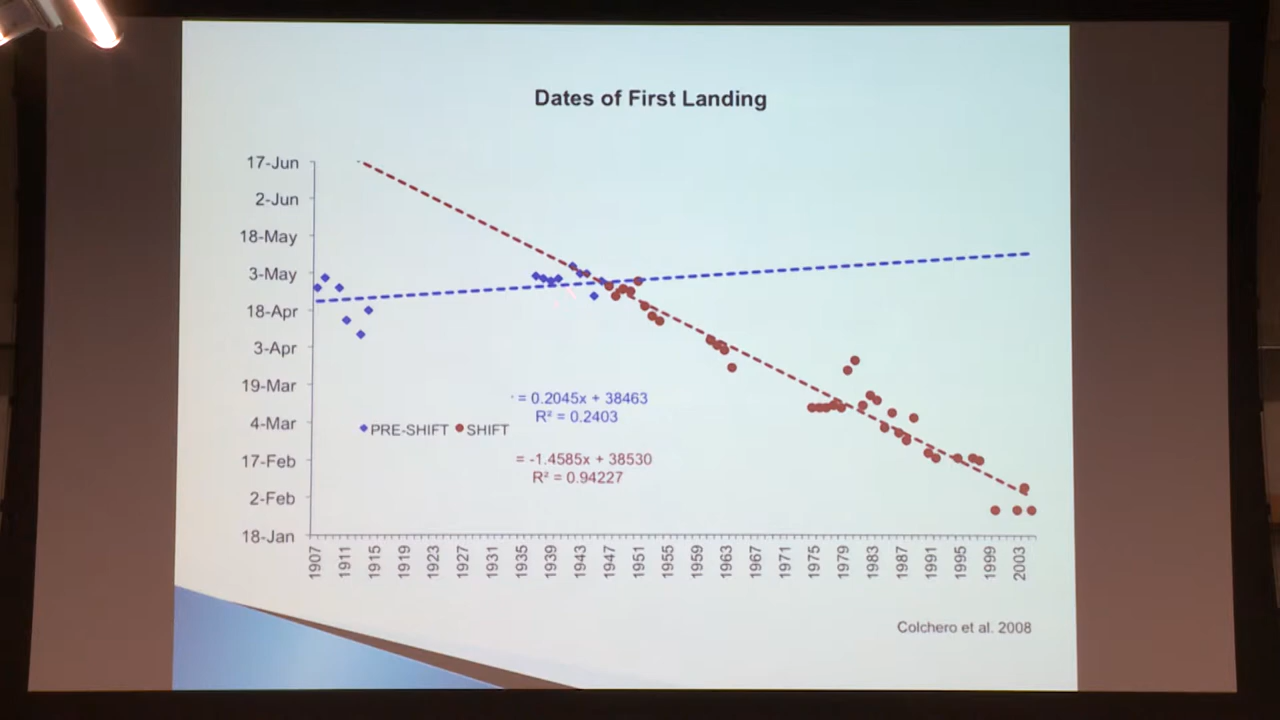 Dates of First Landing
17-Jun
2-Jun
18-May
3-May
18-Apr
3-Apr
19-Mar
4-Mar
17-Feb
2-Feb
18-Jan
= 0.2045x + 38463
R² = 0.2403
PRE-SHIFT SHIFT
= -1.4585x + 38530
R² = 0.94227
1907 1911 1915 1919 1923 1927 1931 1935 1939 1943 1947 1951 1955 1959 1963 1967 1971 1975 1979 1983 1987 1991 1995 1999 2003
Colchero et al. 2008